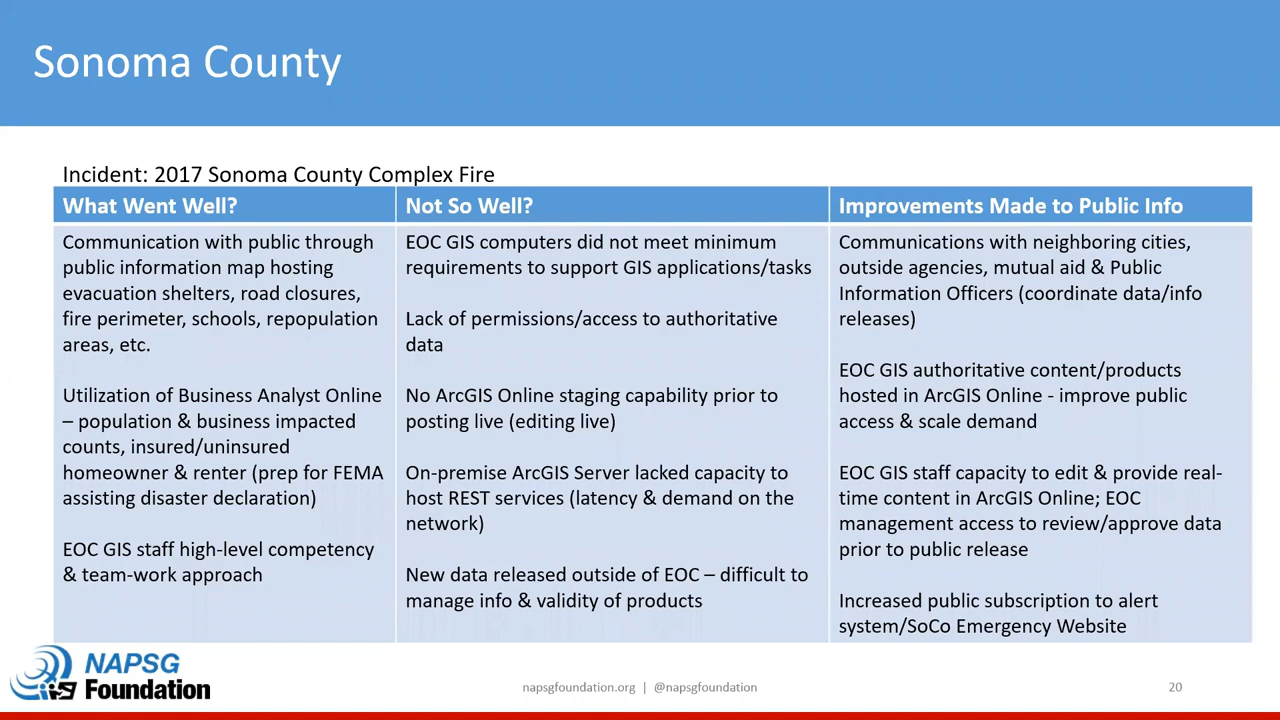 Sonoma County
Incident: 2017 Sonoma County Complex Fire
What Went Well?
Communication with public through
public information map hosting
evacuation shelters, road closures,
fire perimeter, schools, repopulation
areas, etc.
Utilization of Business Analyst Online
– population & business impacted
counts, insured/uninsured
homeowner & renter (prep for FEMA
assisting disaster declaration)
EOC GIS staff high-level competency
& team-work approach
Not So Well?
EOC GIS computers did not meet minimum
requirements to support GIS applications/tasks
Lack of permissions/access to authoritative
data
No ArcGIS Online staging capability prior to
posting live (editing live)
On-premise ArcGIS Server lacked capacity to
host REST services (latency & demand on the
network)
New data released outside of EOC – difficult to
manage info & validity of products
Improvements Made to Public Info
Communications with neighboring cities,
outside agencies, mutual aid & Public
Information Officers (coordinate data/info
releases)
EOC GIS authoritative content/products
hosted in ArcGIS Online - improve public
access & scale demand
EOC GIS staff capacity to edit & provide real-
time content in ArcGIS Online; EOC
management access to review/approve data
prior to public release
Increased public subscription to alert
system/SoCo Emergency Website
NAPSG
Foundation
napsgfoundation.org | @napsgfoundation
20